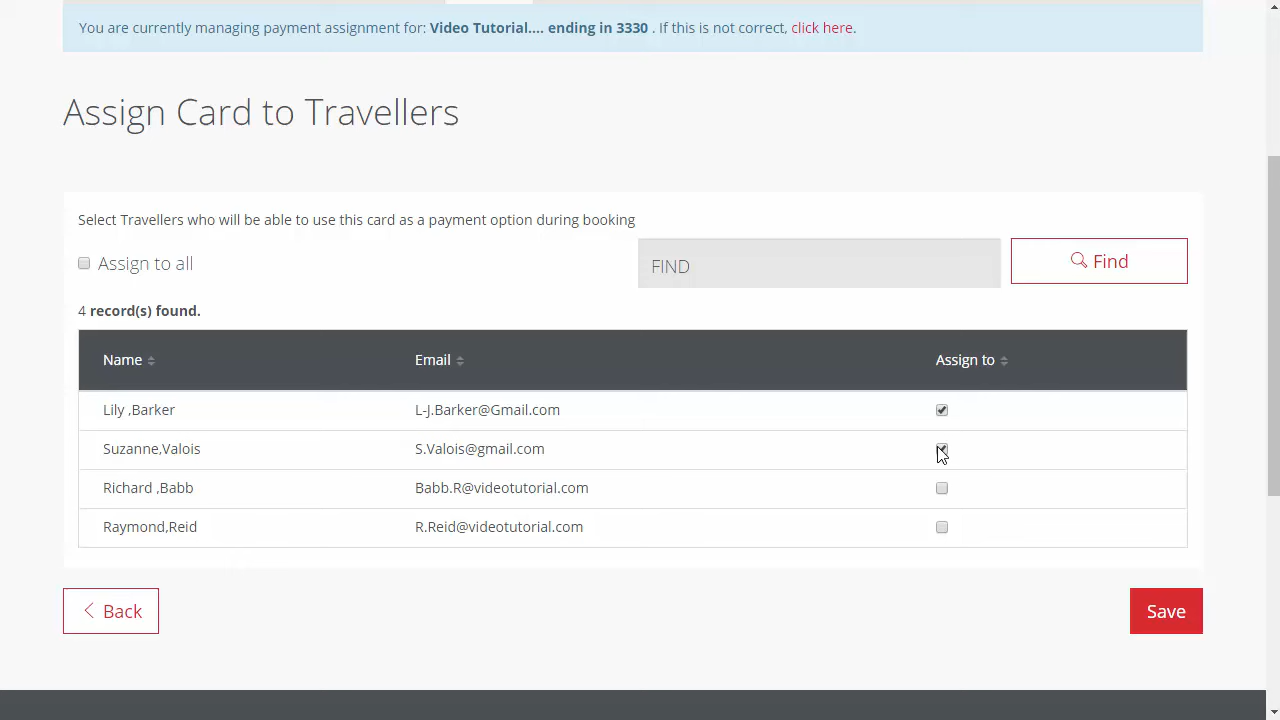 You are currently managing payment assignment for: Video Tutorial.... ending in 3330 . If this is not correct, click here.
Assign Card to Travellers
Select Travellers who will be able to use this card as a payment option during booking
Assign to all
FIND
Find
4 record(s) found.
Name Email Assign to
Lily ,Barker L-J.Barker@Gmail.com
Suzanne,Valois S.Valois@gmail.com
Richard ,Babb Babb.R@videotutorial.com
Raymond,Reid R.Reid@videotutorial.com
Back
Save